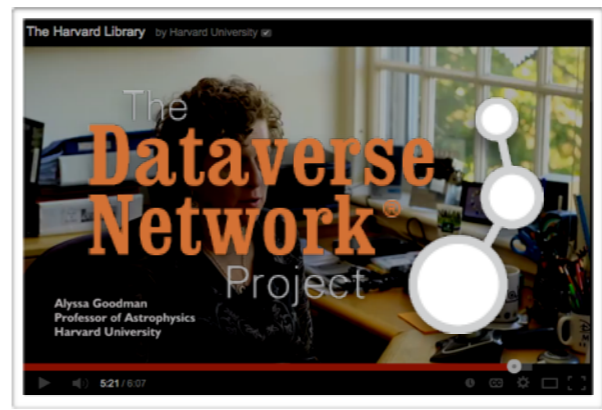 The Harvard Library by Harvard University
The
Dataverse
Network®
Project
Alyssa Goodman
Professor of Astrophysics
Harvard University
5:21 / 6:07
CC